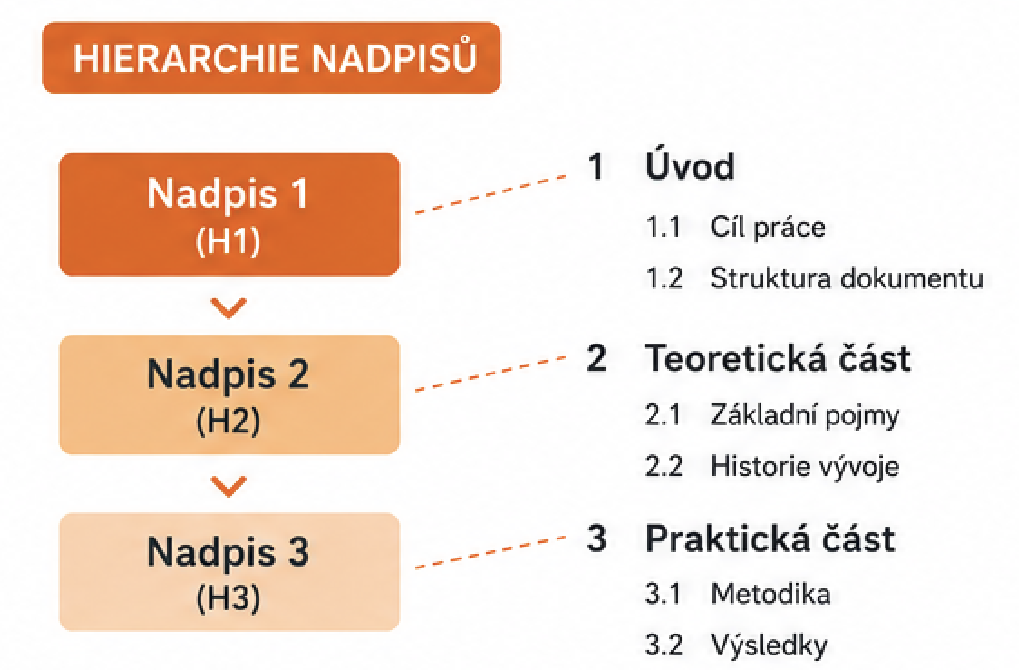 HIERARCHIE NADPISŮ
Nadpis 1
(H1)
Nadpis 2
(H2)
Nadpis 3
(H3)
1 Úvod
1.1 Cíl práce
1.2 Struktura dokumentu
2 Teoretická část
2.1 Základní pojmy
2.2 Historie vývoje
3 Praktická část
3.1 Metodika
3.2 Výsledky